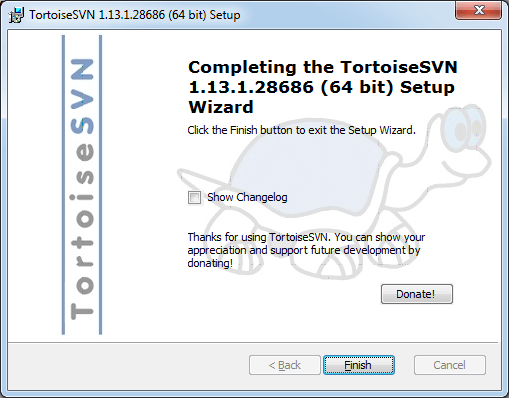 TortoiseSVN 1.13.1.28686 (64 bit) Setup
TortoiseSVN
Completing the TortoiseSVN
1.13.1.28686 (64 bit) Setup
Wizard
Click the Finish button to exit the Setup Wizard.
Show Changelog
Thanks for using TortoiseSVN. You can show your
appreciation and support future development by
donating!
Donate!
< Back
Finish
Cancel